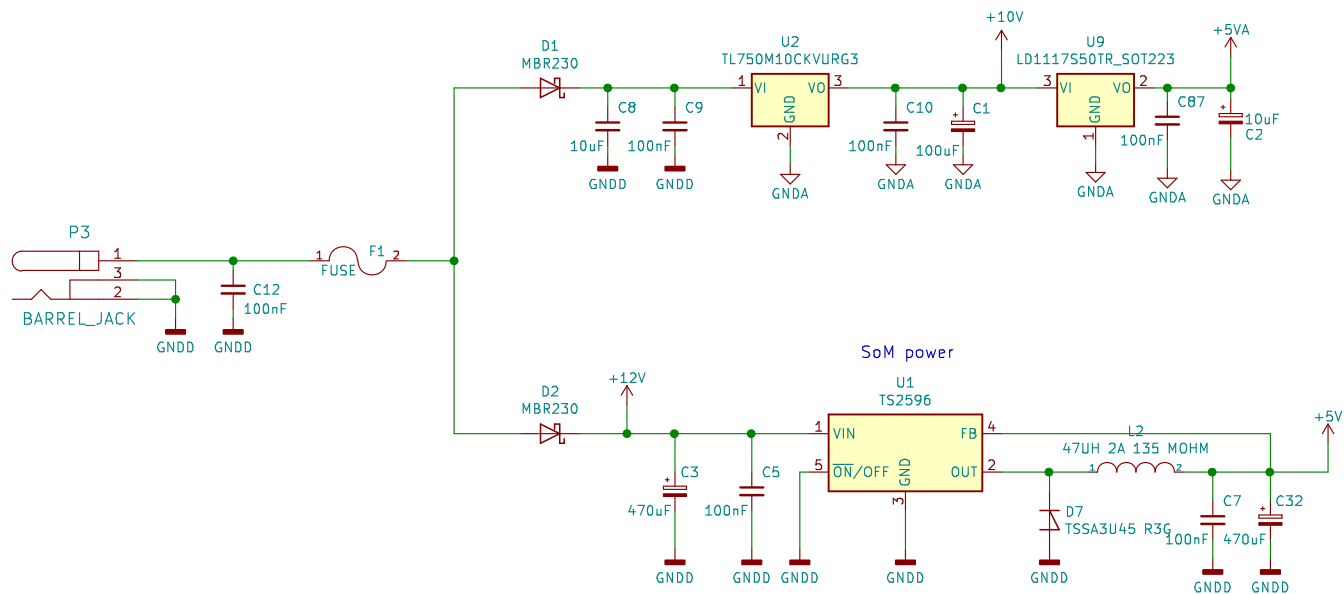 +10V
D1
MBR230
U2
TL750M10CKVURG3
U9
LD1117S50TR_SOT223
+5VA
1 VI VO 3
GND
2
3 VI VO 2
GND
1
C8
10uF
C9
100nF
C10
100nF
C1
+
100uF
C87
100nF
+
10uF
C2
GNDD
GNDD
GNDA
GNDA
GNDA
GNDA
GNDA
GNDA
P3
1
3
2
BARREL_JACK
GNDD
C12
100nF
GNDD
1
FUSE
F1
2
SoM power
D2
MBR230
+12V
U1
TS2596
1 VIN FB 4
5 ON/OFF OUT 2
GND
3
L2
47UH 2A 135 MOHM
1 2
+5V
+
C3
470uF
C5
100nF
D7
TSSA3U45 R3G
C7
100nF
+
C32
470uF
GNDD
GNDD
GNDD
GNDD
GNDD
GNDD
GNDD